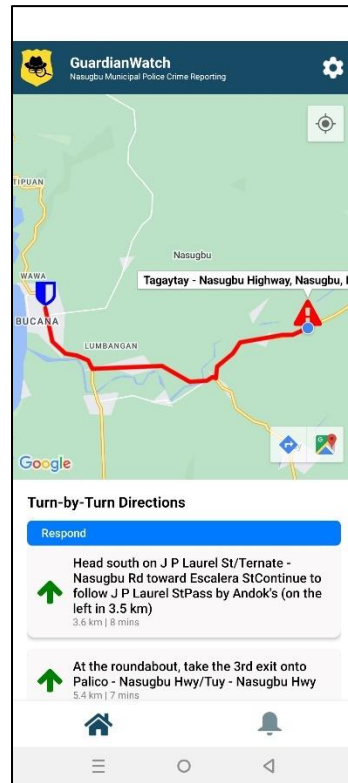 GuardianWatch
Nasugbu Municipal Police Crime Reporting
TIPUAN
Nasugbu
WAWA
Tagaytay - Nasugbu Highway, Nasugbu,
BUCANA
LUMBANGAN
Google
Turn-by-Turn Directions
Respond
Head south on J P Laurel St/Ternate -
Nasugbu Rd toward Escalera StContinue to
follow J P Laurel StPass by Andok's (on the
left in 3.5 km)
3.6 km | 8 mins
At the roundabout, take the 3rd exit onto
Palico - Nasugbu Hwy/Tuy - Nasugbu Hwy
5.4 km | 7 mins